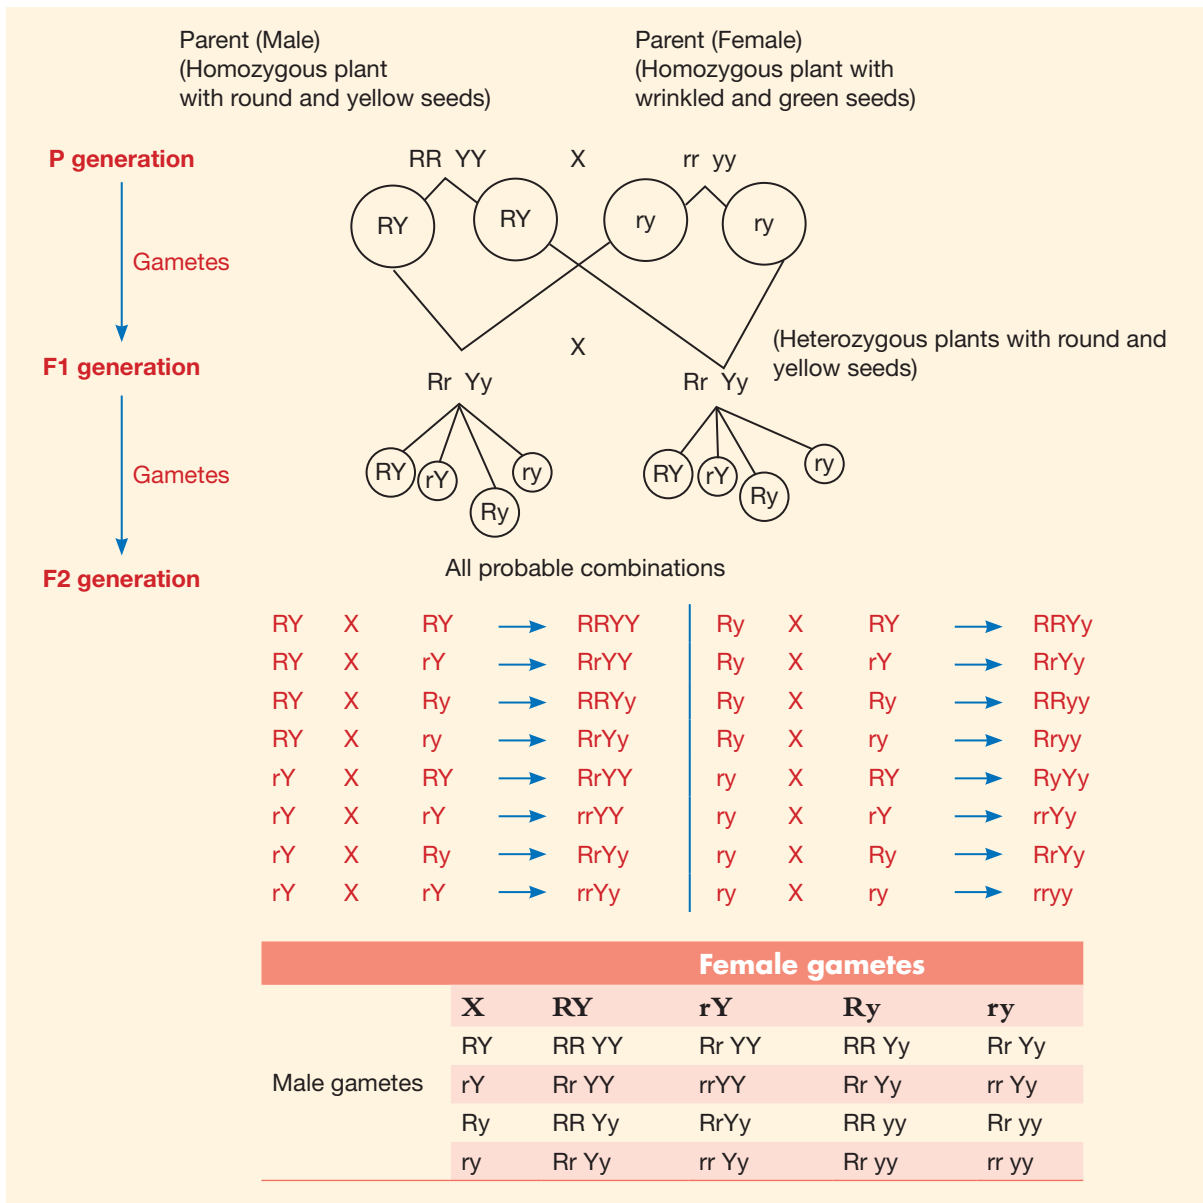 Parent (Male)
(Homozygous plant
with round and yellow seeds)
Parent (Female)
(Homozygous plant with
wrinkled and green seeds)
P generation
RR YY X rr yy
RY RY ry ry
Gametes
F1 generation
X
(Heterozygous plants with round and
yellow seeds)
Rr Yy Rr Yy
Gametes
RY rY Ry ry RY rY Ry ry
F2 generation
All probable combinations
RY X RY RRYY Ry X RY RRYy
RY X rY RrYY Ry X rY RrYy
RY X Ry RRYy Ry X Ry RRyy
RY X ry RrYy Ry X ry Rryy
rY X RY RrYY ry X RY RyYy
rY X rY rrYY ry X rY rrYy
rY X Ry RrYy ry X Ry RrYy
rY X rY rrYy ry X ry rryy
Female gametes
X RY rY Ry ry
RY RR YY Rr YY RR Yy Rr Yy
Male gametes rY Rr YY rrYY Rr Yy rr Yy
Ry RR Yy RrYy RR yy Rr yy
ry Rr Yy rr Yy Rr yy rr yy